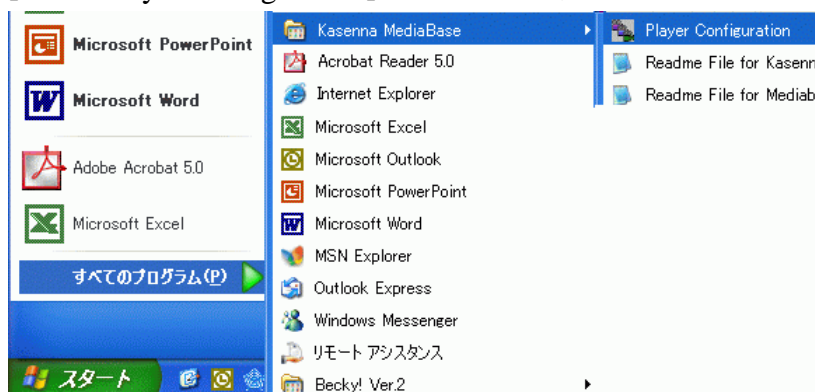 Microsoft PowerPoint
Microsoft Word
Adobe Acrobat 5.0
Microsoft Excel
すべてのプログラム(P)
スタート
Kasenna MediaBase
Acrobat Reader 5.0
Internet Explorer
Microsoft Excel
Microsoft Outlook
Microsoft PowerPoint
Microsoft Word
MSN Explorer
Outlook Express
Windows Messenger
リモート アシスタンス
Becky! Ver.2
Player Configuration
Readme File for Kasenn
Readme File for Mediab